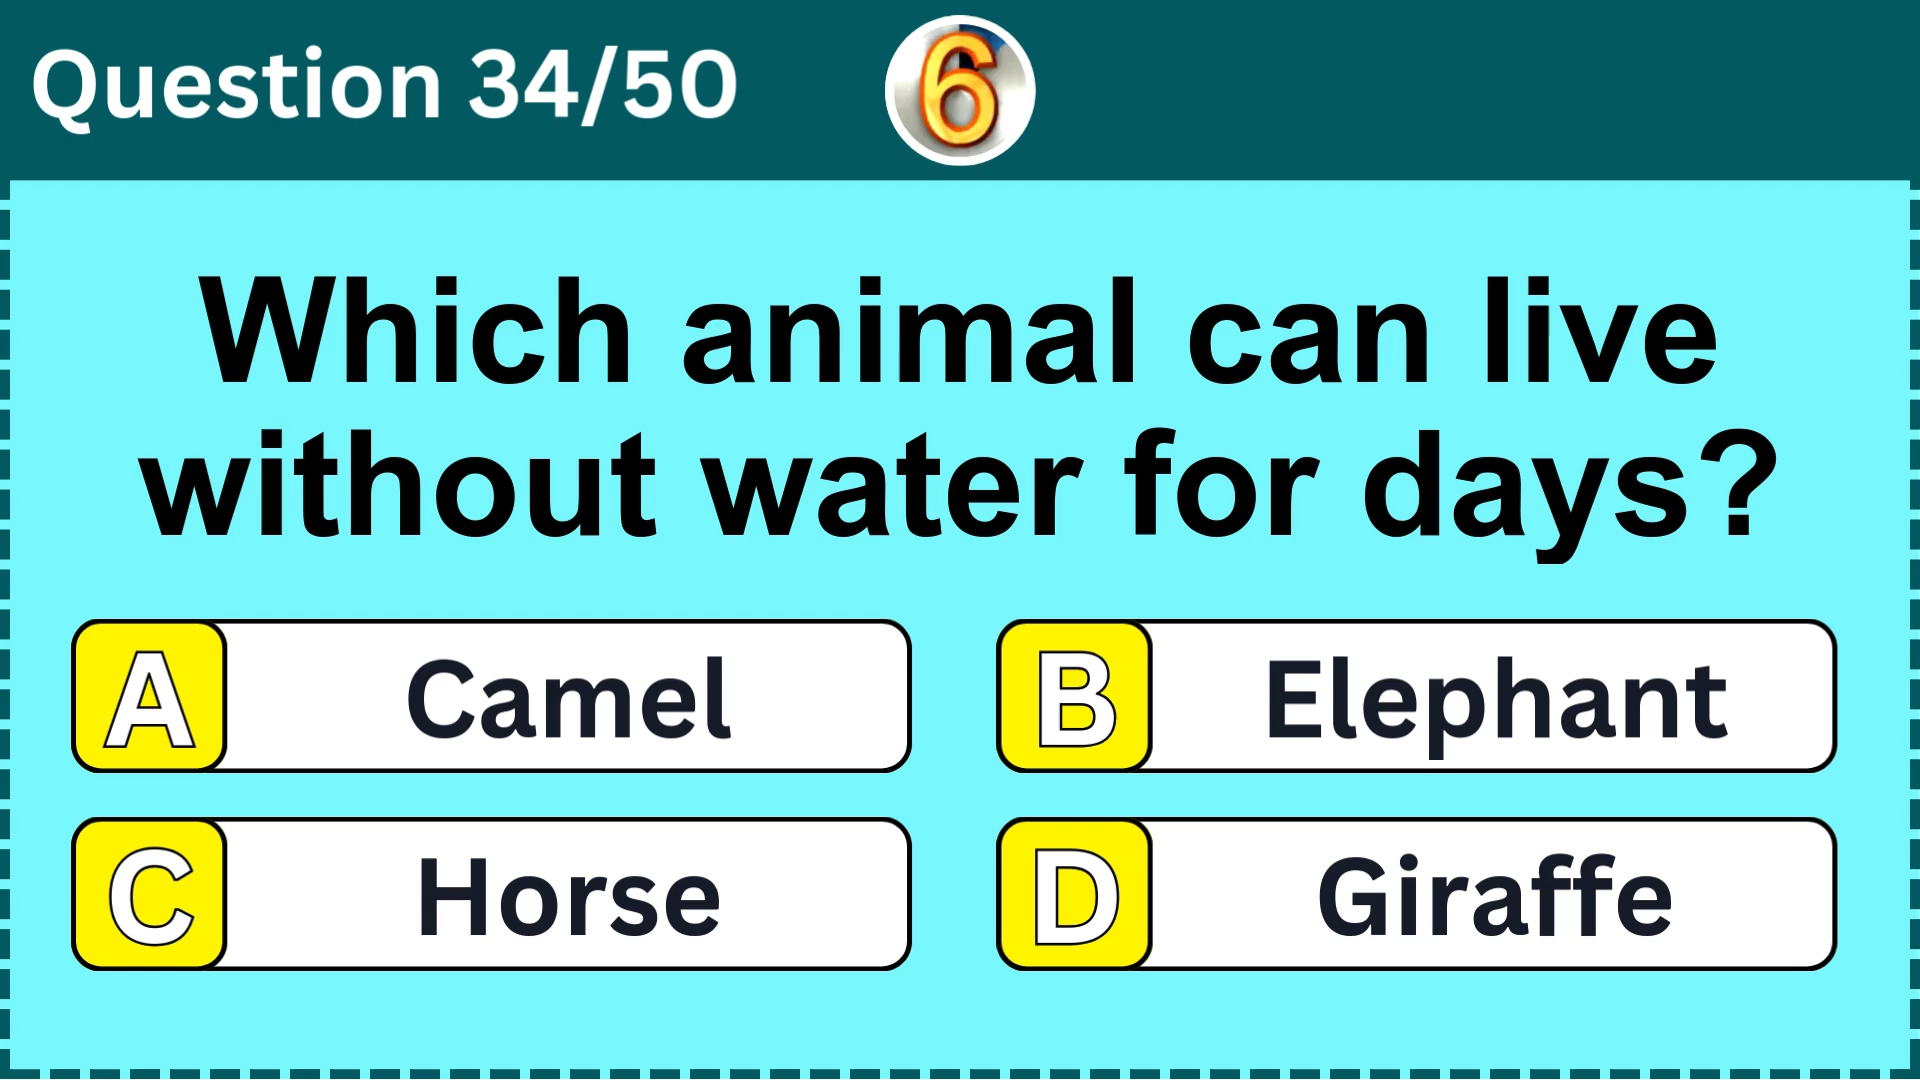 Question 34/50
6
Which animal can live
without water for days?
A Camel
B Elephant
C Horse
D Giraffe